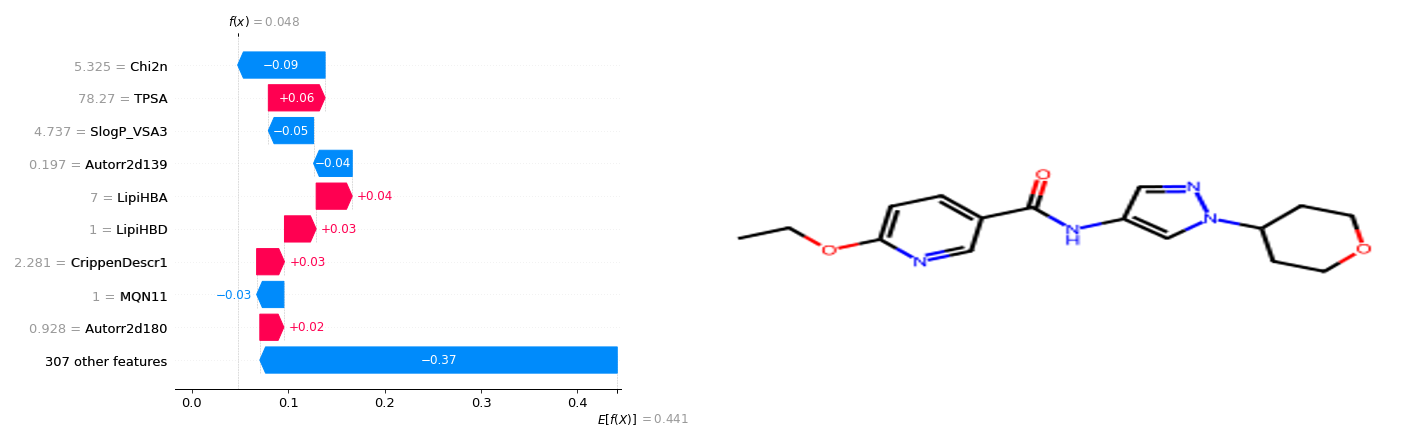 f(x) = 0.048
5.325 = Chi2n
−0.09
78.27 = TPSA
+0.06
4.737 = SlogP_VSA3
−0.05
0.197 = Autorr2d139
−0.04
7 = LipiHBA
+0.04
1 = LipiHBD
+0.03
2.281 = CrippenDescr1
+0.03
1 = MQN11
−0.03
0.928 = Autorr2d180
+0.02
307 other features
−0.37
0.0 0.1 0.2 0.3 0.4
E[f(X)] = 0.441
O
N
N
O
N
H
N
O